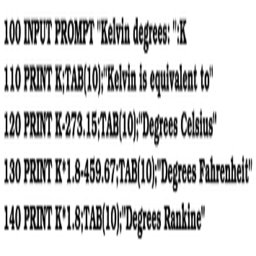 100 INPUT PROMPT "Kelvin degrees: ":K
110 PRINT K;TAB(10);"Kelvin is equivalent to"
120 PRINT K-273.15;TAB(10);"Degrees Celsius"
130 PRINT K*1.8-459.67;TAB(10);"Degrees Fahrenheit"
140 PRINT K*1.8;TAB(10);"Degrees Rankine"